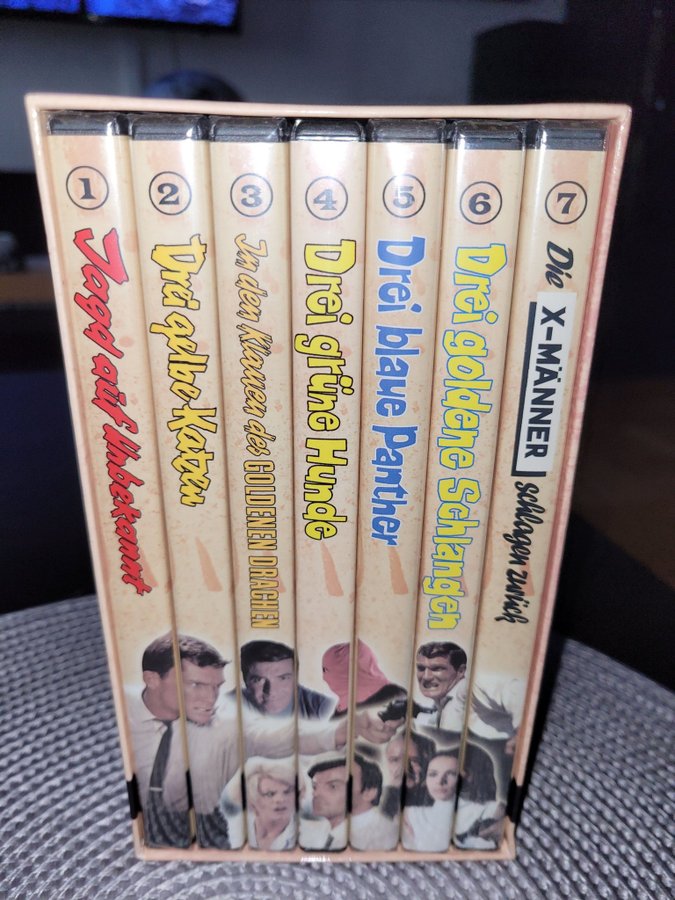 1 Jagd auf Unbekannt
2 Drei gelbe Katzen
3 In den Klauen des GOLDENEN DRACHEN
4 Drei grüne Hunde
5 Drei blaue Panther
6 Drei goldene Schlangen
7 Die X-MÄNNER schlagen zurück